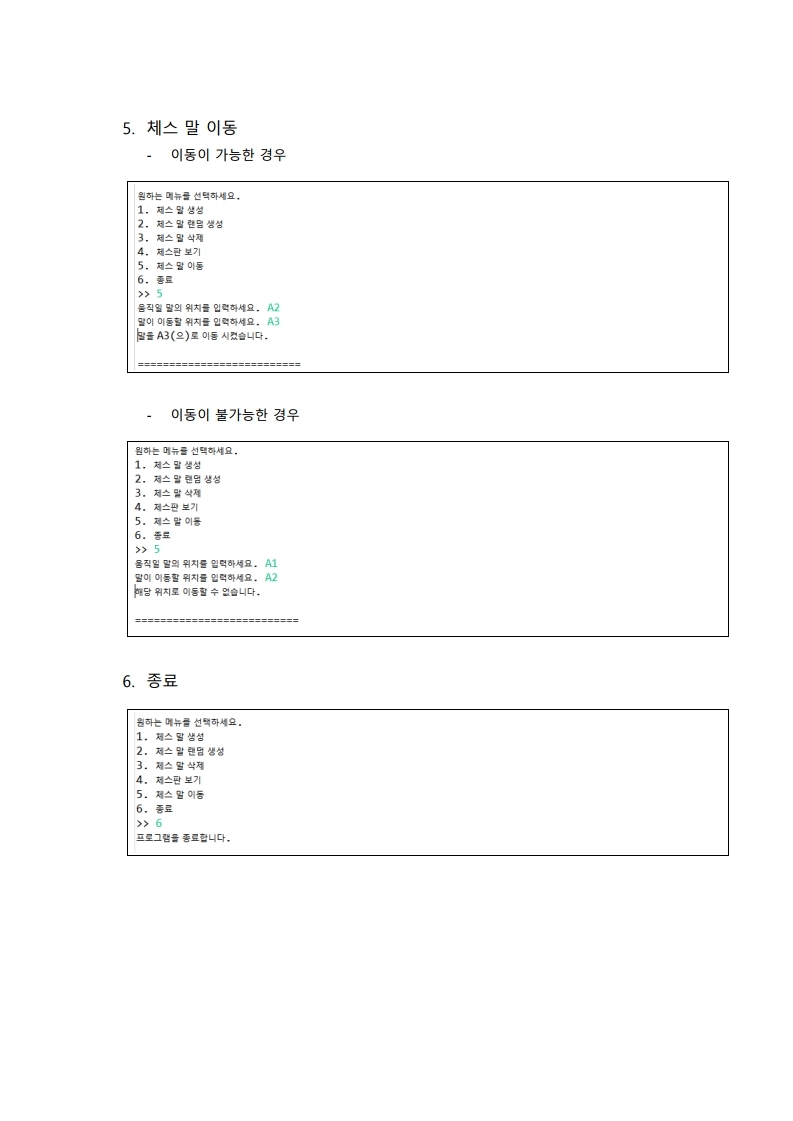 5. 체스 말 이동
- 이동이 가능한 경우
원하는 메뉴를 선택하세요.
1. 체스 말 생성
2. 체스 말 랜덤 생성
3. 체스 말 삭제
4. 체스판 보기
5. 체스 말 이동
6. 종료
>> 5
움직일 말의 위치를 입력하세요. A2
말이 이동할 위치를 입력하세요. A3
말을 A3(으)로 이동 시켰습니다.
==========================
- 이동이 불가능한 경우
원하는 메뉴를 선택하세요.
1. 체스 말 생성
2. 체스 말 랜덤 생성
3. 체스 말 삭제
4. 체스판 보기
5. 체스 말 이동
6. 종료
>> 5
움직일 말의 위치를 입력하세요. A1
말이 이동할 위치를 입력하세요. A2
해당 위치로 이동할 수 없습니다.
==========================
6. 종료
원하는 메뉴를 선택하세요.
1. 체스 말 생성
2. 체스 말 랜덤 생성
3. 체스 말 삭제
4. 체스판 보기
5. 체스 말 이동
6. 종료
>> 6
프로그램을 종료합니다.